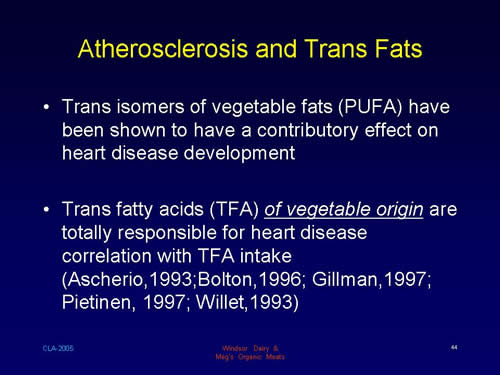 Atherosclerosis and Trans Fats
• Trans isomers of vegetable fats (PUFA) have
been shown to have a contributory effect on
heart disease development
• Trans fatty acids (TFA) of vegetable origin are
totally responsible for heart disease
correlation with TFA intake
(Ascherio,1993;Bolton,1996; Gillman,1997;
Pietinen, 1997; Willet,1993)
CLA-2005
Windsor Dairy &
Meg's Organic Meats
44